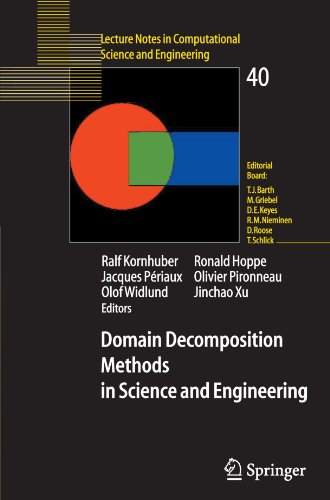 Lecture Notes in Computational
Science and Engineering
40
Editorial
Board:
T.J.Barth
M.Griebel
D.E.Keyes
R.M.Nieminen
D.Roose
T.Schlick
Ralf Kornhuber
Jacques Périaux
Olof Widlund
Editors
Ronald Hoppe
Olivier Pironneau
Jinchao Xu
Domain Decomposition
Methods
in Science and Engineering
Springer